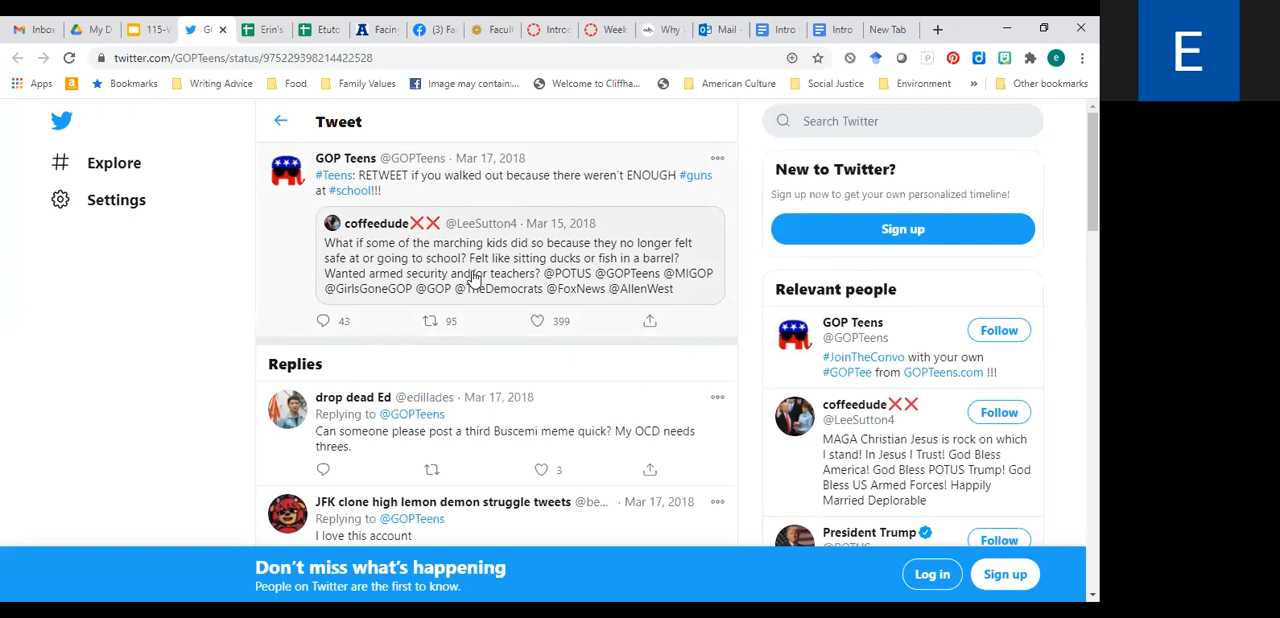 Inbo
My D
115-
GO
Erin's
Etuto
Facin
(3) Fa
Facul
Introd
Week
Why
Mail -
Intro
Intro
New Tab
twitter.com/GOPTeens/status/975229398214422528
Apps
Bookmarks
Writing Advice
Food
Family Values
Image may contain:...
Welcome to Cliffha...
American Culture
Social Justice
Environment
»
Other bookmarks
Explore
Settings
Tweet
GOP Teens @GOPTeens · Mar 17, 2018
#Teens: RETWEET if you walked out because there weren't ENOUGH #guns
at #school!!!
coffeedude❌❌ @LeeSutton4 · Mar 15, 2018
What if some of the marching kids did so because they no longer felt
safe at or going to school? Felt like sitting ducks or fish in a barrel?
Wanted armed security and/or teachers? @POTUS @GOPTeens @MIGOP
@GirlsGoneGOP @GOP @TheDemocrats @FoxNews @AllenWest
43
95
399
Replies
drop dead Ed @edillades · Mar 17, 2018
Replying to @GOPTeens
Can someone please post a third Buscemi meme quick? My OCD needs
threes.
3
JFK clone high lemon demon struggle tweets @be... · Mar 17, 2018
Replying to @GOPTeens
I love this account
Search Twitter
New to Twitter?
Sign up now to get your own personalized timeline!
Sign up
Relevant people
GOP Teens
@GOPTeens
Follow
#JoinTheConvo with your own
#GOPTee from GOPTeens.com !!!
coffeedude❌❌
@LeeSutton4
Follow
MAGA Christian Jesus is rock on which
I stand! In Jesus I Trust! God Bless
America! God Bless POTUS Trump! God
Bless US Armed Forces! Happily
Married Deplorable
President Trump
@POTUS
Follow
Don't miss what's happening
People on Twitter are the first to know.
Log in
Sign up
E